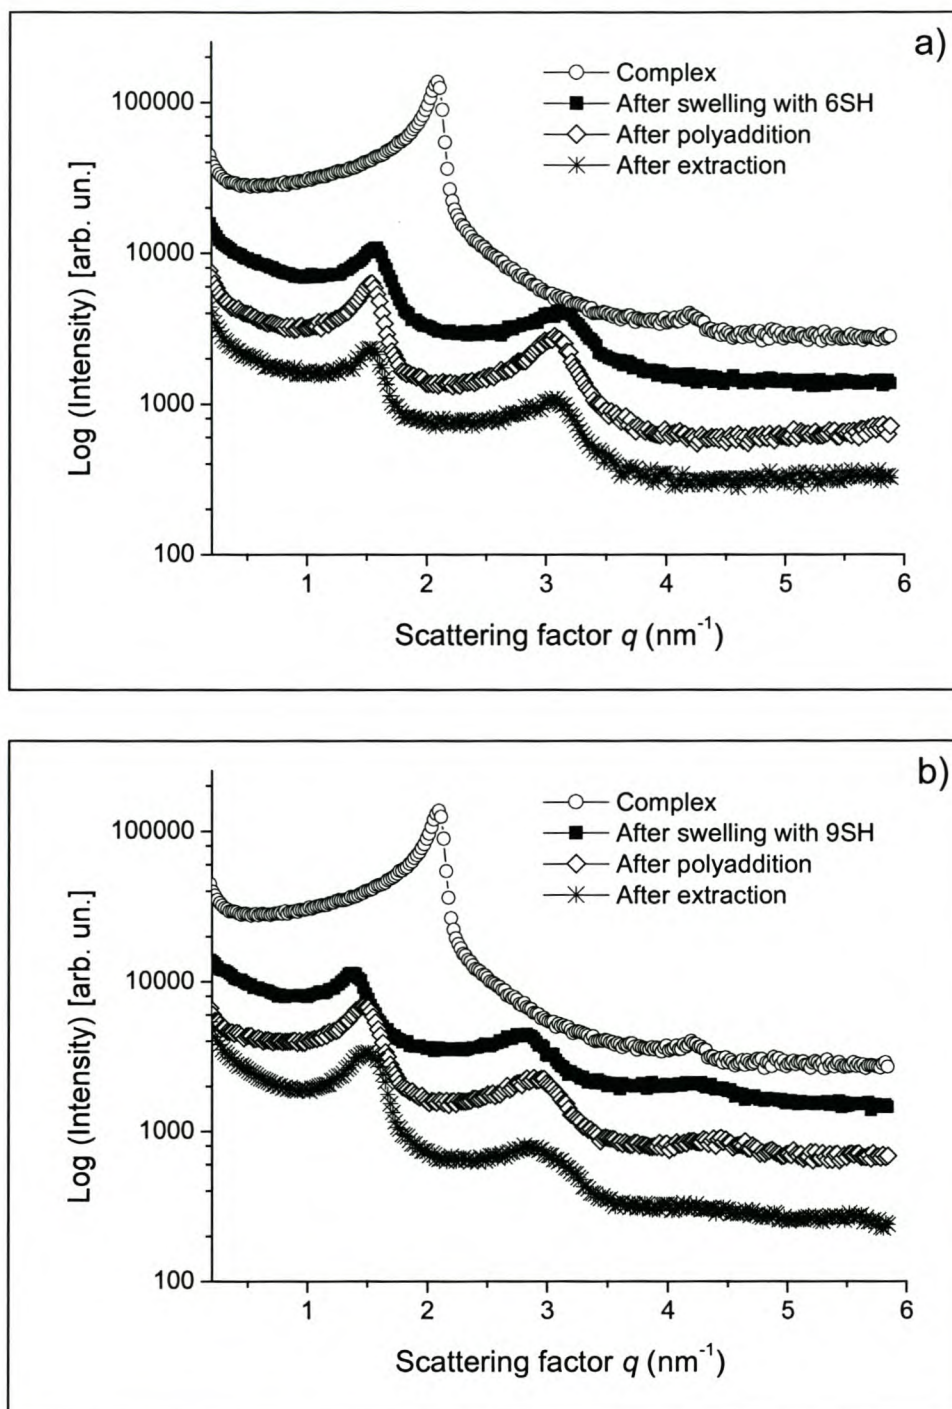 a)
Complex
After swelling with 6SH
After polyaddition
After extraction
100000
10000
1000
100
Log (Intensity) [arb. un.]
1 2 3 4 5 6
Scattering factor q (nm⁻¹)
b)
Complex
After swelling with 9SH
After polyaddition
After extraction
100000
10000
1000
100
Log (Intensity) [arb. un.]
1 2 3 4 5 6
Scattering factor q (nm⁻¹)